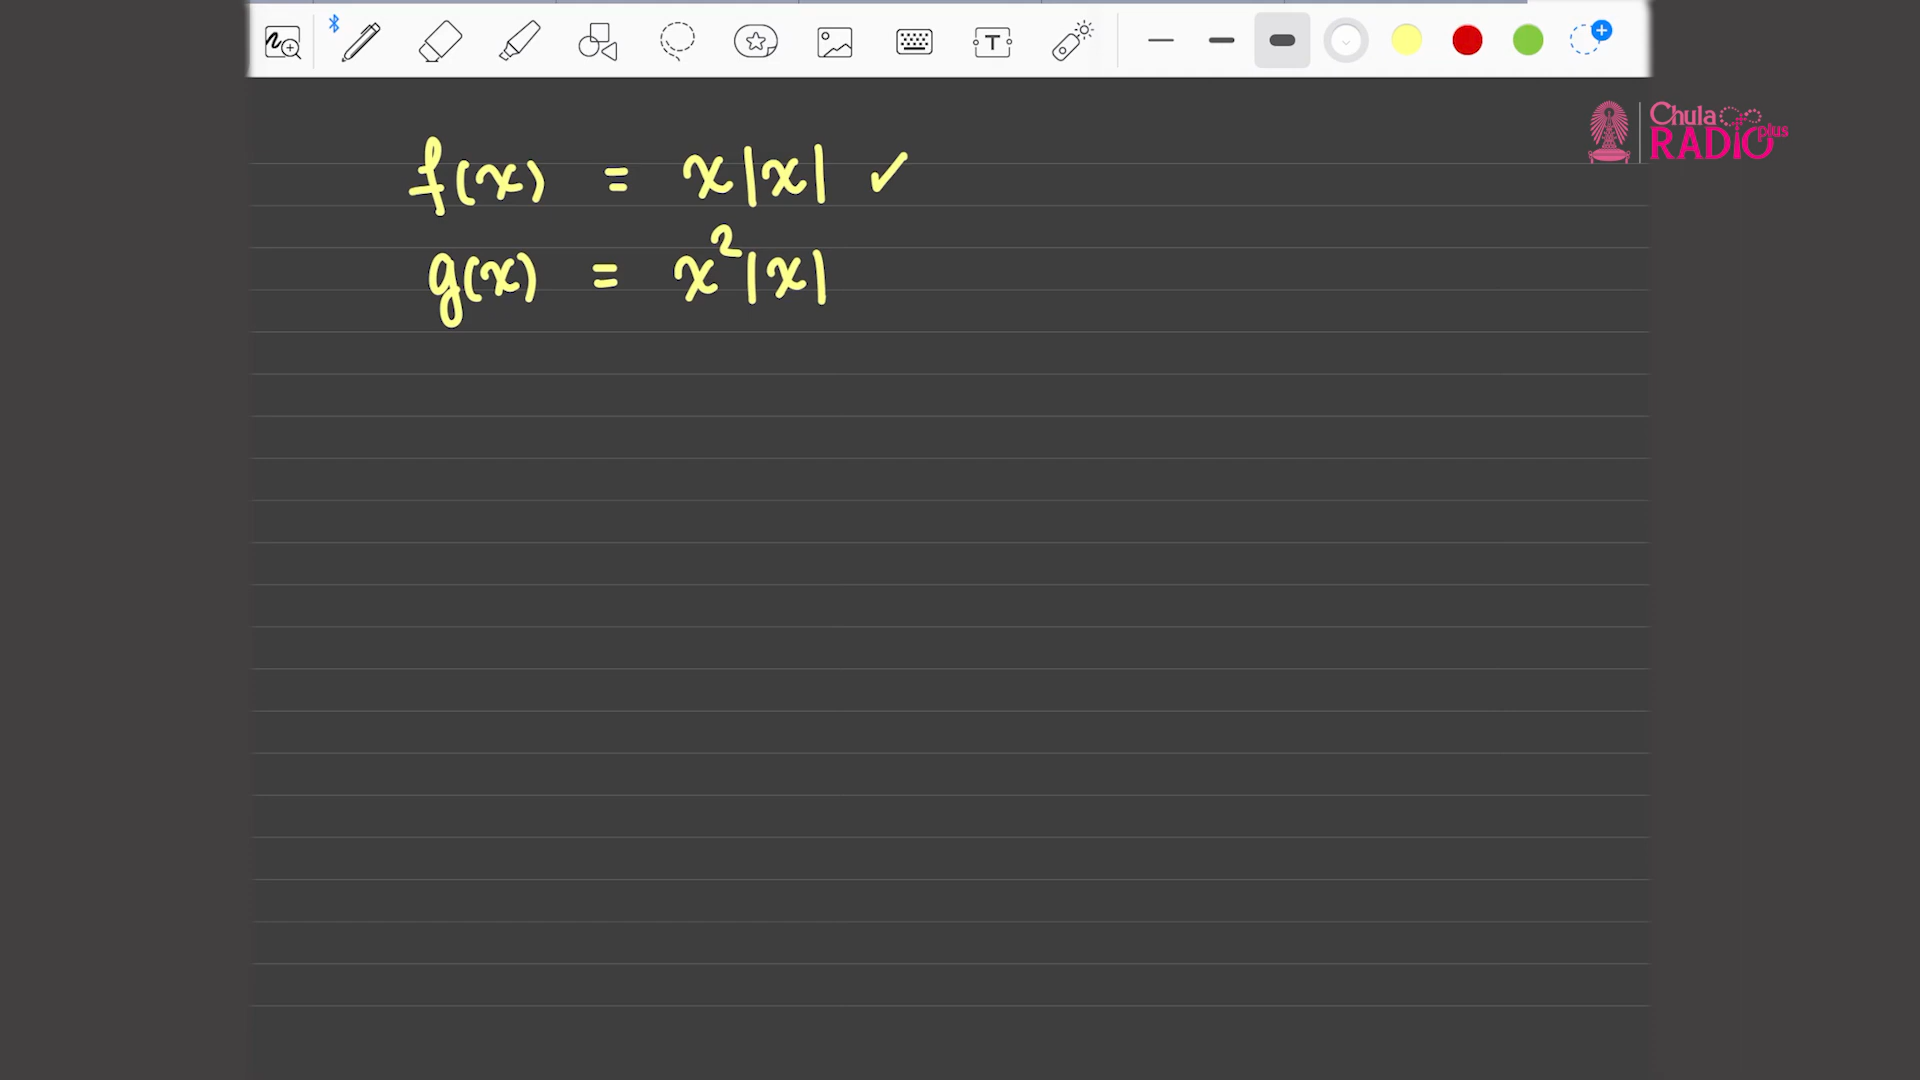 Chula
RADIO plus
f(x) = x|x| ✓
g(x) = x²|x|